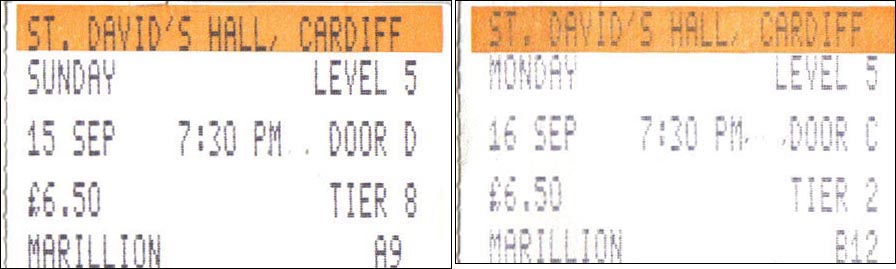 ST. DAVID'S HALL, CARDIFF
SUNDAY LEVEL 5
15 SEP 7:30 PM DOOR D
£6.50 TIER 8
MARILLION A9
ST. DAVID'S HALL, CARDIFF
MONDAY LEVEL 5
16 SEP 7:30 PM DOOR C
£6.50 TIER 2
MARILLION B12